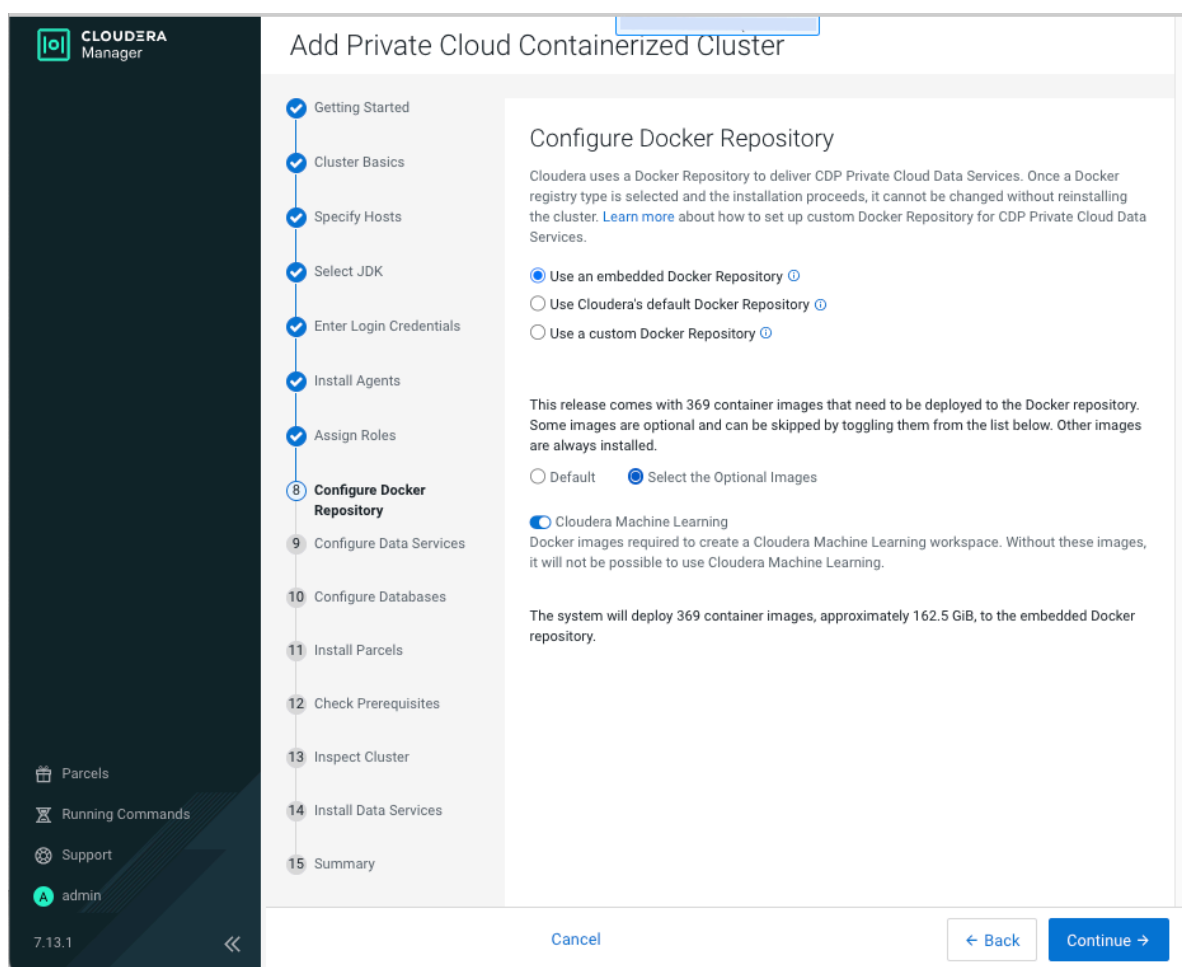 CLOUDERA
Manager
Add Private Cloud Containerized Cluster
Getting Started
Cluster Basics
Specify Hosts
Select JDK
Enter Login Credentials
Install Agents
Assign Roles
8 Configure Docker
Repository
9 Configure Data Services
10 Configure Databases
11 Install Parcels
12 Check Prerequisites
13 Inspect Cluster
14 Install Data Services
15 Summary
Configure Docker Repository
Cloudera uses a Docker Repository to deliver CDP Private Cloud Data Services. Once a Docker
registry type is selected and the installation proceeds, it cannot be changed without reinstalling
the cluster. Learn more about how to set up custom Docker Repository for CDP Private Cloud Data
Services.
Use an embedded Docker Repository
Use Cloudera's default Docker Repository
Use a custom Docker Repository
This release comes with 369 container images that need to be deployed to the Docker repository.
Some images are optional and can be skipped by toggling them from the list below. Other images
are always installed.
Default Select the Optional Images
Cloudera Machine Learning
Docker images required to create a Cloudera Machine Learning workspace. Without these images,
it will not be possible to use Cloudera Machine Learning.
The system will deploy 369 container images, approximately 162.5 GiB, to the embedded Docker
repository.
Parcels
Running Commands
Support
A admin
7.13.1
Cancel
← Back
Continue →